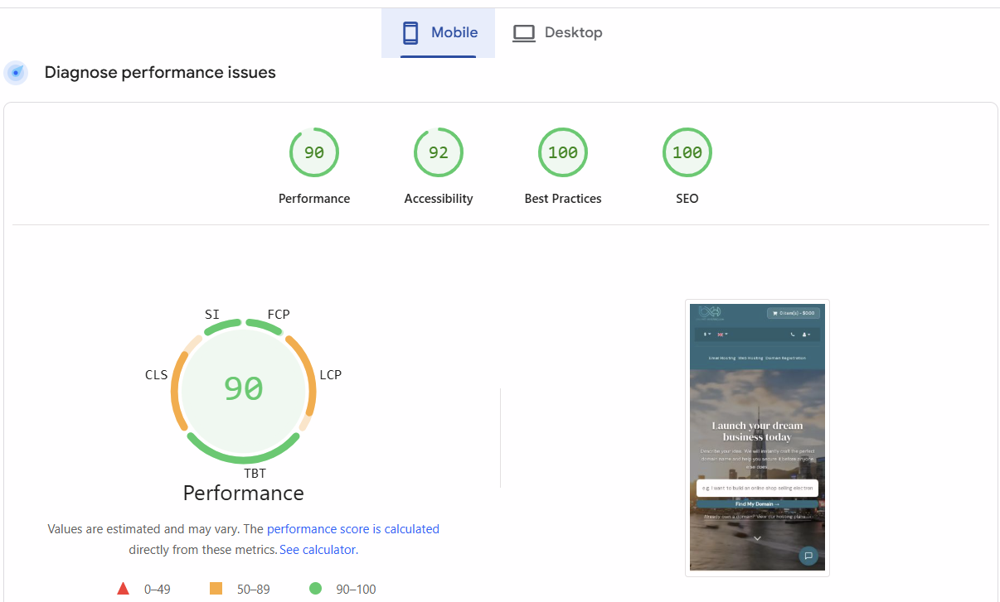 Mobile
Desktop
Diagnose performance issues
90
92
100
100
Performance
Accessibility
Best Practices
SEO
SI
FCP
CLS
LCP
90
TBT
Performance
Values are estimated and may vary. The performance score is calculated
directly from these metrics. See calculator.
0–49
50–89
90–100
0 item(s) - $0.00
Email Hosting Web Hosting Domain Registration
Launch your dream
business today
Describe your idea. We will instantly craft the perfect
domain name and help you secure it before anyone
else does.
e.g. I want to build an online shop selling election
Find My Domain →
Already own a domain? View our hosting plans →